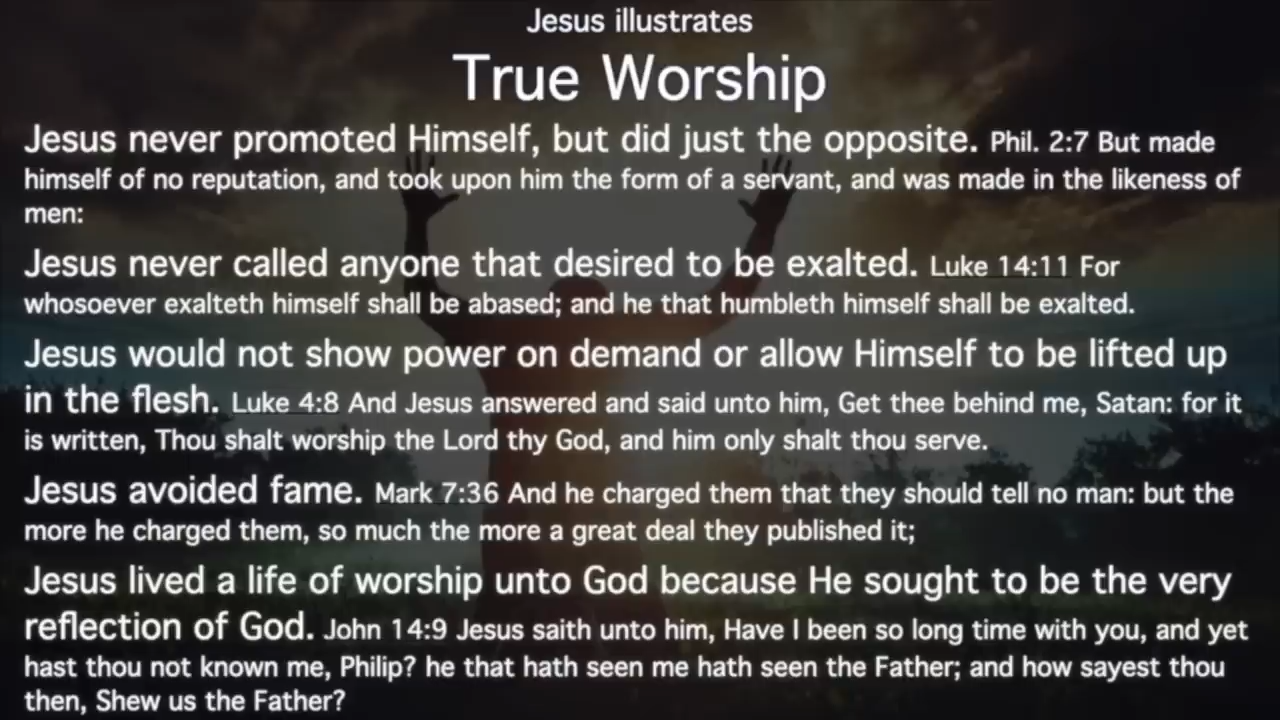 Jesus illustrates
True Worship
Jesus never promoted Himself, but did just the opposite. Phil. 2:7 But made
himself of no reputation, and took upon him the form of a servant, and was made in the likeness of
men:
Jesus never called anyone that desired to be exalted. Luke 14:11 For
whosoever exalteth himself shall be abased; and he that humbleth himself shall be exalted.
Jesus would not show power on demand or allow Himself to be lifted up
in the flesh. Luke 4:8 And Jesus answered and said unto him, Get thee behind me, Satan: for it
is written, Thou shalt worship the Lord thy God, and him only shalt thou serve.
Jesus avoided fame. Mark 7:36 And he charged them that they should tell no man: but the
more he charged them, so much the more a great deal they published it;
Jesus lived a life of worship unto God because He sought to be the very
reflection of God. John 14:9 Jesus saith unto him, Have I been so long time with you, and yet
hast thou not known me, Philip? he that hath seen me hath seen the Father; and how sayest thou
then, Shew us the Father?